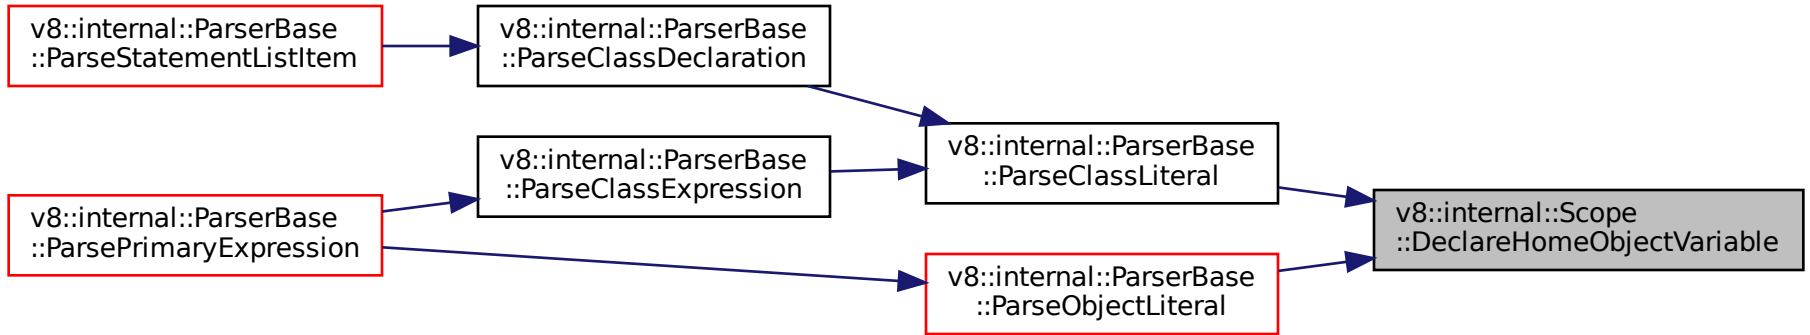 v8::internal::ParserBase
::ParseStatementListItem
v8::internal::ParserBase
::ParseClassDeclaration
v8::internal::ParserBase
::ParseClassLiteral
v8::internal::ParserBase
::ParseClassExpression
v8::internal::ParserBase
::ParsePrimaryExpression
v8::internal::Scope
::DeclareHomeObjectVariable
v8::internal::ParserBase
::ParseObjectLiteral